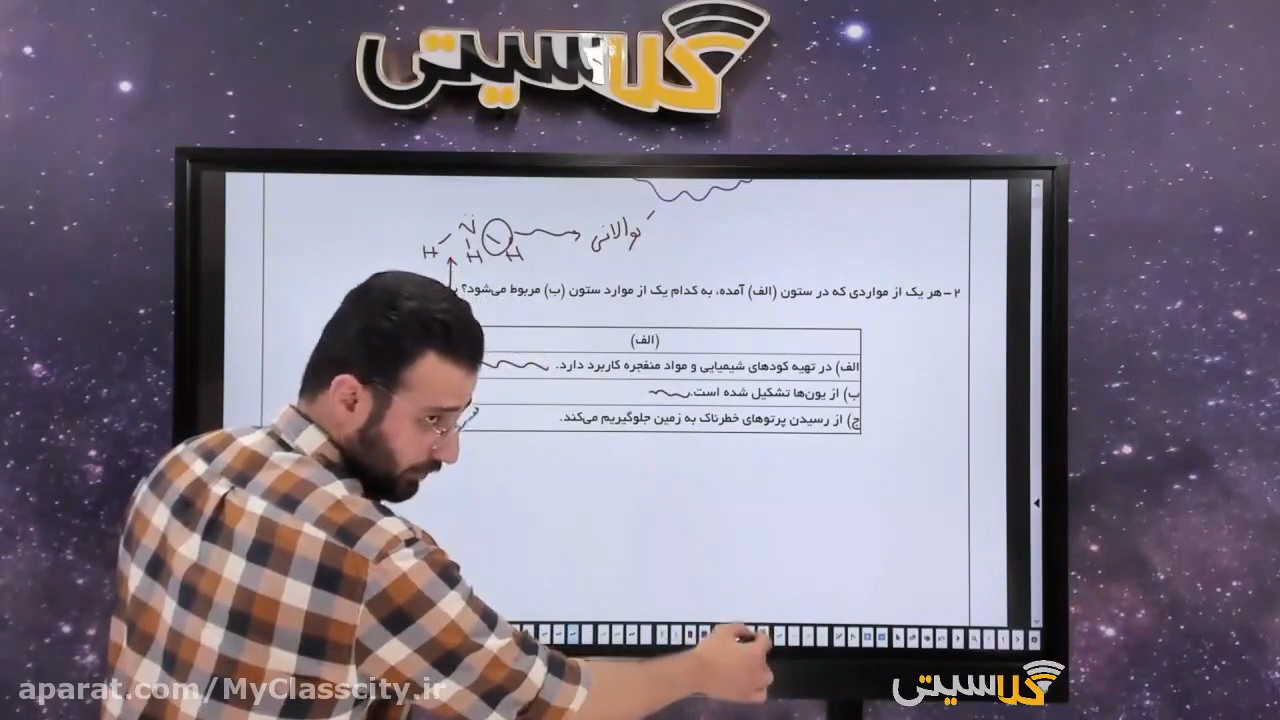 کلاسیتی
N
H H H
کووالانسی
۲- هر یک از مواردی که در ستون (الف) آمده، به کدام یک از موارد ستون (ب) مربوط می‌شود؟
(الف)
الف) در تهیه کودهای شیمیایی و مواد منفجره کاربرد دارد.
ب) از یون‌ها تشکیل شده است.
ج) از رسیدن پرتوهای خطرناک به زمین جلوگیریم می‌کند.
aparat.com/MyClasscity.ir
کلاسیتی